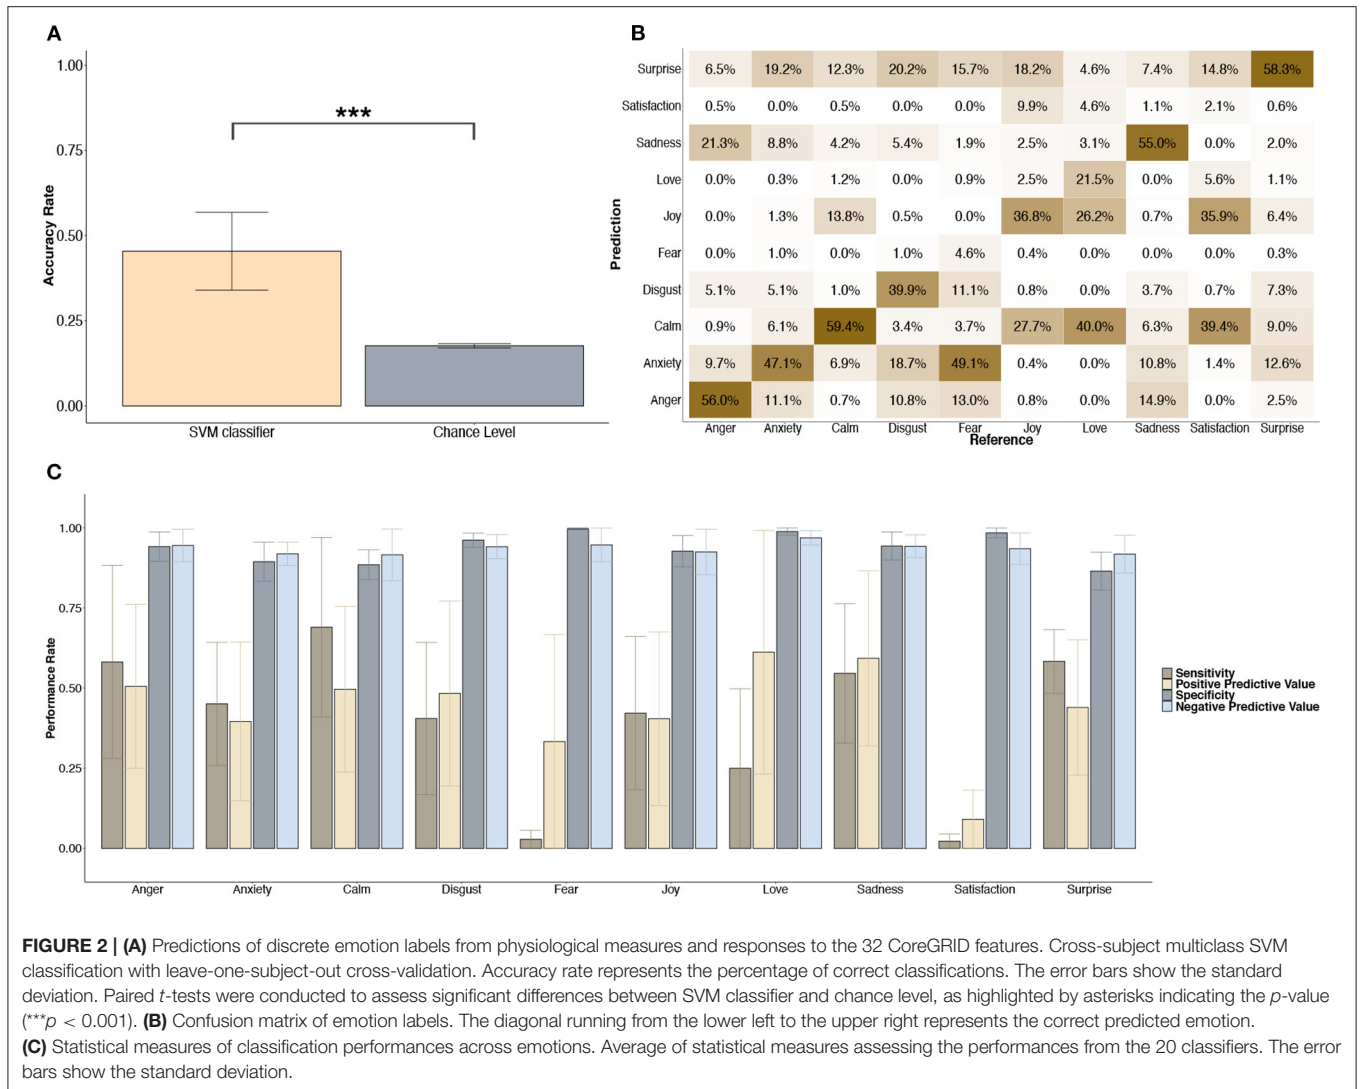 A
1.00
0.75
0.50
0.25
0.00
Accuracy Rate
***
SVM classifier Chance Level
B
Prediction
Surprise 6.5% 19.2% 12.3% 20.2% 15.7% 18.2% 4.6% 7.4% 14.8% 58.3%
Satisfaction 0.5% 0.0% 0.5% 0.0% 0.0% 9.9% 4.6% 1.1% 2.1% 0.6%
Sadness 21.3% 8.8% 4.2% 5.4% 1.9% 2.5% 3.1% 55.0% 0.0% 2.0%
Love 0.0% 0.3% 1.2% 0.0% 0.9% 2.5% 21.5% 0.0% 5.6% 1.1%
Joy 0.0% 1.3% 13.8% 0.5% 0.0% 36.8% 26.2% 0.7% 35.9% 6.4%
Fear 0.0% 1.0% 0.0% 1.0% 4.6% 0.4% 0.0% 0.0% 0.0% 0.3%
Disgust 5.1% 5.1% 1.0% 39.9% 11.1% 0.8% 0.0% 3.7% 0.7% 7.3%
Calm 0.9% 6.1% 59.4% 3.4% 3.7% 27.7% 40.0% 6.3% 39.4% 9.0%
Anxiety 9.7% 47.1% 6.9% 18.7% 49.1% 0.4% 0.0% 10.8% 1.4% 12.6%
Anger 56.0% 11.1% 0.7% 10.8% 13.0% 0.8% 0.0% 14.9% 0.0% 2.5%
Anger Anxiety Calm Disgust Fear Joy Love Sadness Satisfaction Surprise
Reference
C
1.00
0.75
0.50
0.25
0.00
Performance Rate
Anger Anxiety Calm Disgust Fear Joy Love Sadness Satisfaction Surprise
Sensitivity
Positive Predictive Value
Specificity
Negative Predictive Value
FIGURE 2 | (A) Predictions of discrete emotion labels from physiological measures and responses to the 32 CoreGRID features. Cross-subject multiclass SVM
classification with leave-one-subject-out cross-validation. Accuracy rate represents the percentage of correct classifications. The error bars show the standard
deviation. Paired t-tests were conducted to assess significant differences between SVM classifier and chance level, as highlighted by asterisks indicating the p-value
(***p < 0.001). (B) Confusion matrix of emotion labels. The diagonal running from the lower left to the upper right represents the correct predicted emotion.
(C) Statistical measures of classification performances across emotions. Average of statistical measures assessing the performances from the 20 classifiers. The error
bars show the standard deviation.